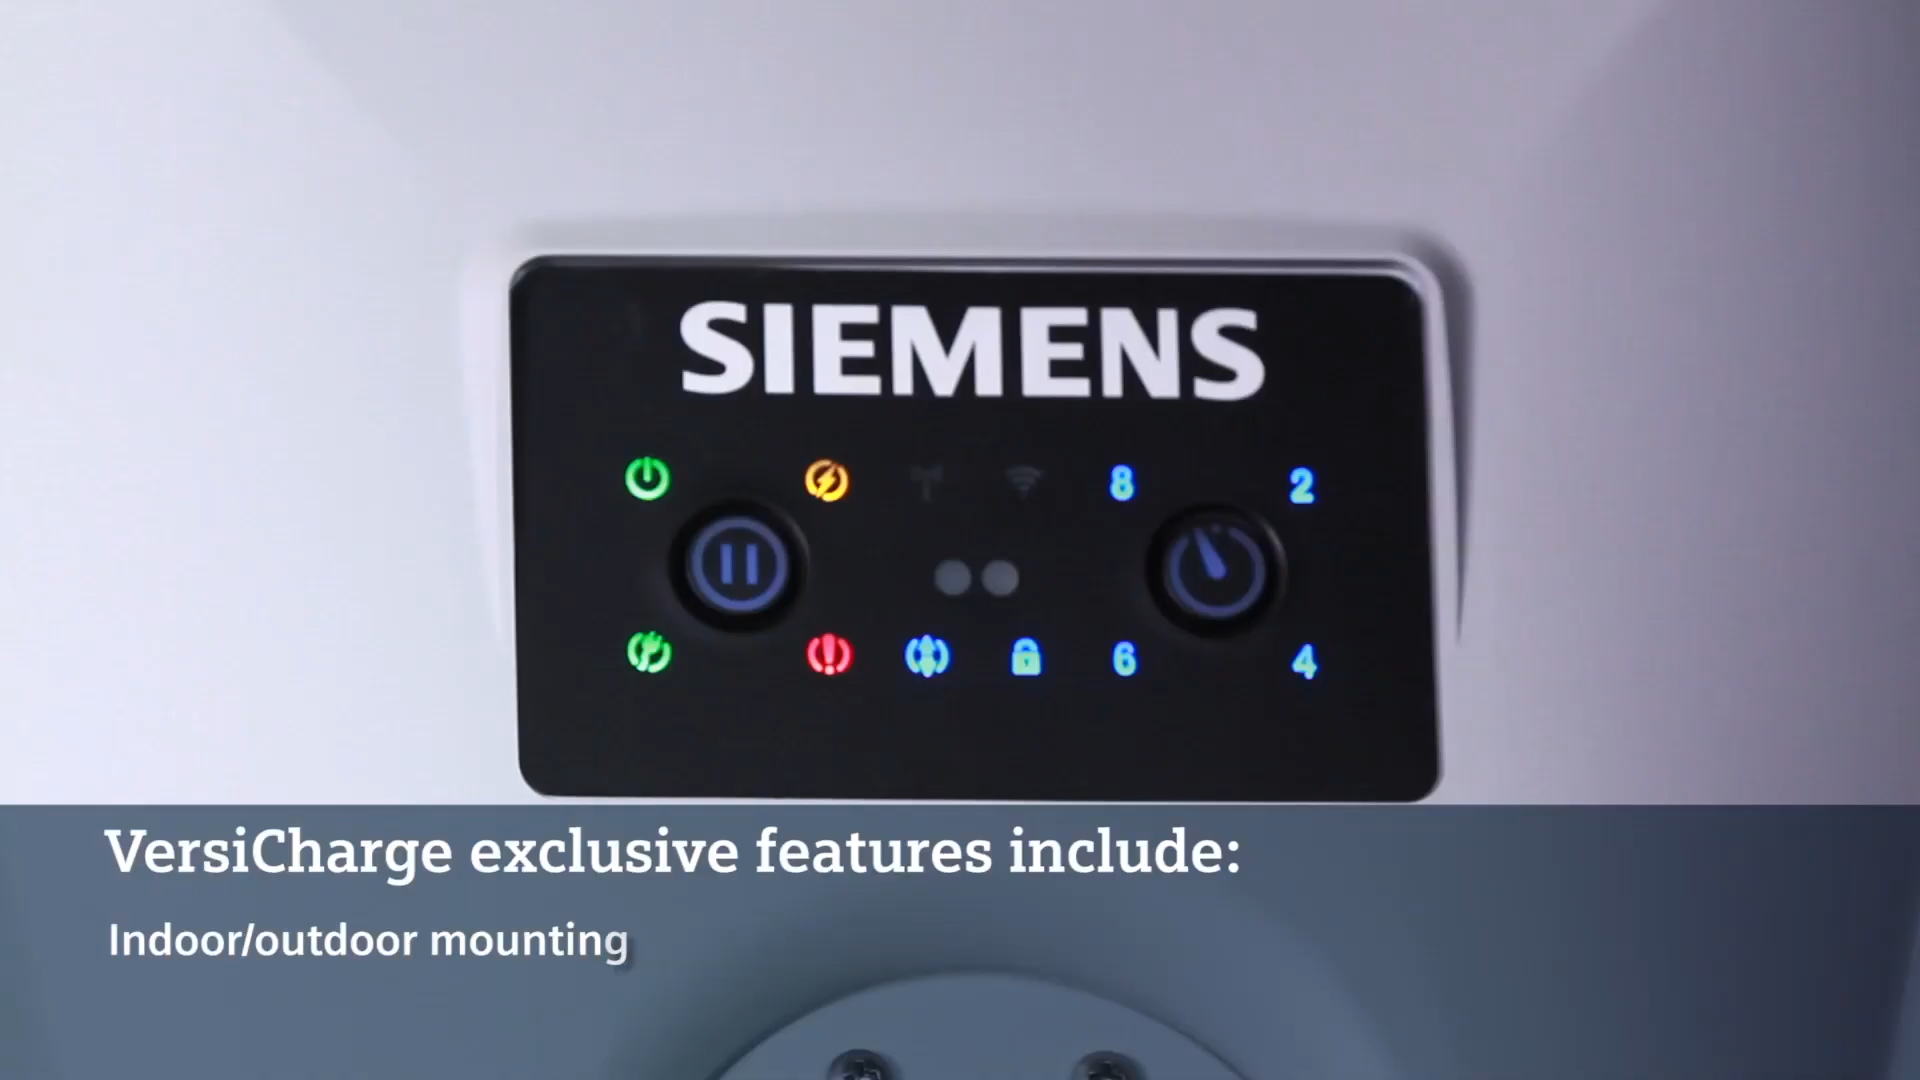 SIEMENS
8 2
6 4
VersiCharge exclusive features include:
Indoor/outdoor mounting